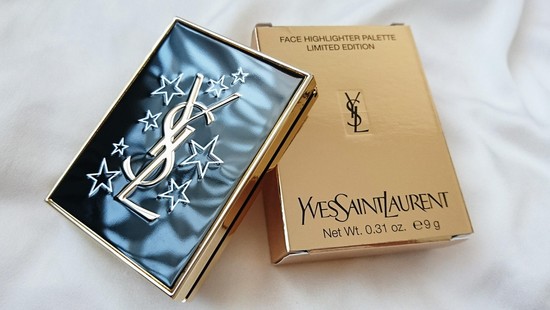 YSL
FACE HIGHLIGHTER PALETTE
LIMITED EDITION
YSL
YVESSAINTLAURENT
Net Wt. 0.31 oz. ℮ 9 g